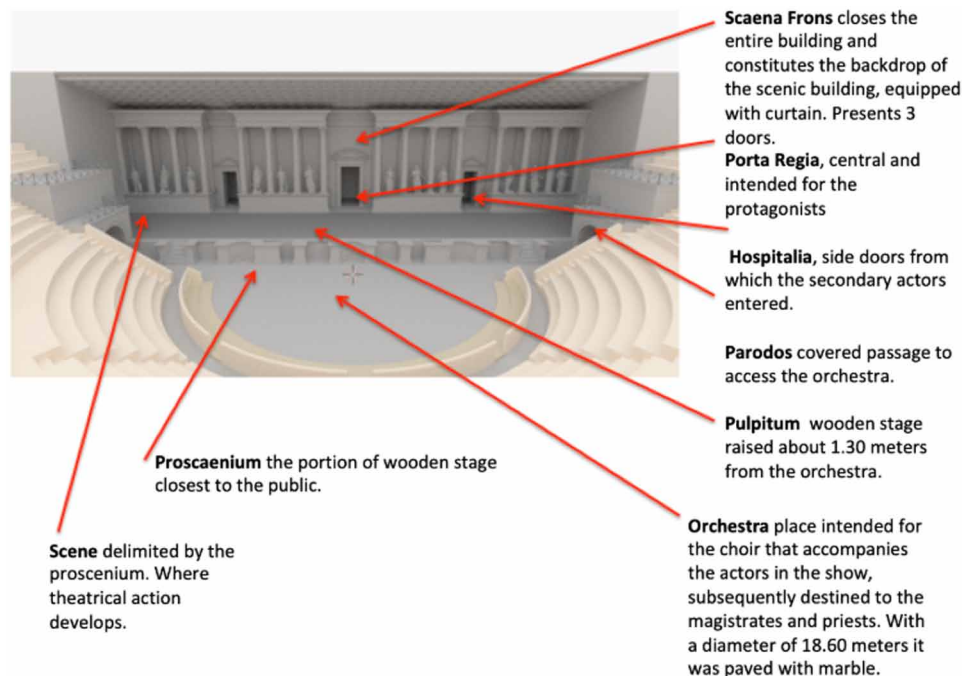 Scaena Frons closes the
entire building and
constitutes the backdrop of
the scenic building, equipped
with curtain. Presents 3
doors.
Porta Regia, central and
intended for the
protagonists
Hospitalia, side doors from
which the secondary actors
entered.
Parodos covered passage to
access the orchestra.
Pulpitum wooden stage
raised about 1.30 meters
from the orchestra.
Proscaenium the portion of wooden stage
closest to the public.
Orchestra place intended for
the choir that accompanies
the actors in the show,
subsequently destined to the
magistrates and priests. With
a diameter of 18.60 meters it
was paved with marble.
Scene delimited by the
proscenium. Where
theatrical action
develops.